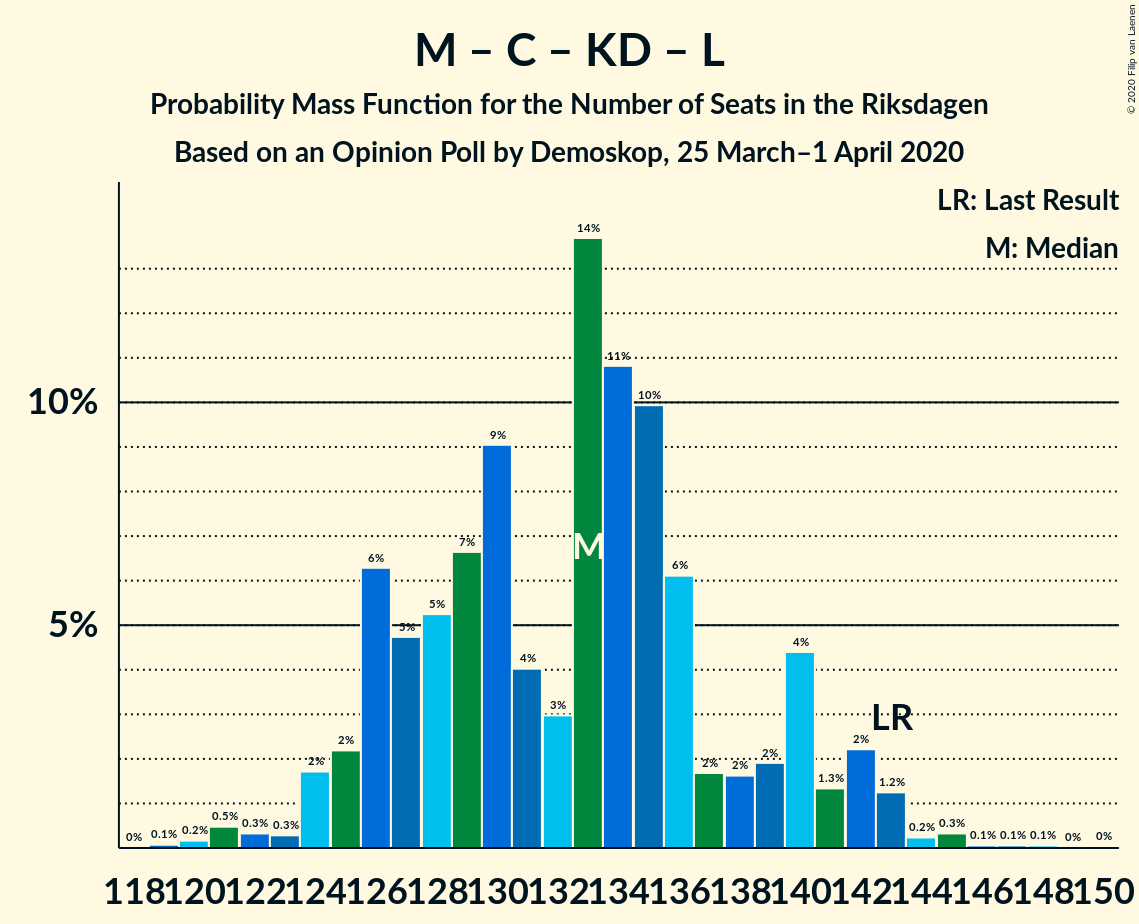 M – C – KD – L
Probability Mass Function for the Number of Seats in the Riksdagen
Based on an Opinion Poll by Demoskop, 25 March–1 April 2020
© 2020 Filip van Laenen
LR: Last Result
M: Median
10%
5%
0% 0.1% 0.2% 0.5% 0.3% 0.3% 2% 2% 6% 5% 5% 7% 9% 4% 3% 14% 11% 10% 6% 2% 2% 2% 4% 1.3% 2% 1.2% 0.2% 0.3% 0.1% 0.1% 0.1% 0% 0%
M
LR
118 120 122 124 126 128 130 132 134 136 138 140 142 144 146 148 150